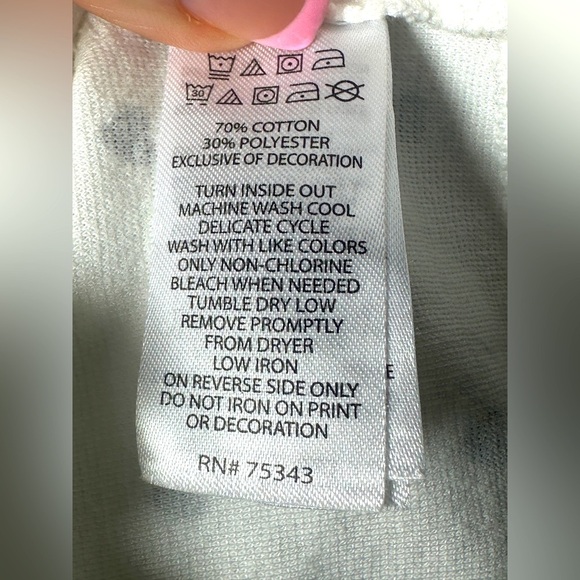 30
70% COTTON
30% POLYESTER
EXCLUSIVE OF DECORATION
TURN INSIDE OUT
MACHINE WASH COOL
DELICATE CYCLE
WASH WITH LIKE COLORS
ONLY NON-CHLORINE
BLEACH WHEN NEEDED
TUMBLE DRY LOW
REMOVE PROMPTLY
FROM DRYER
LOW IRON
ON REVERSE SIDE ONLY
DO NOT IRON ON PRINT
OR DECORATION
RN# 75343
E